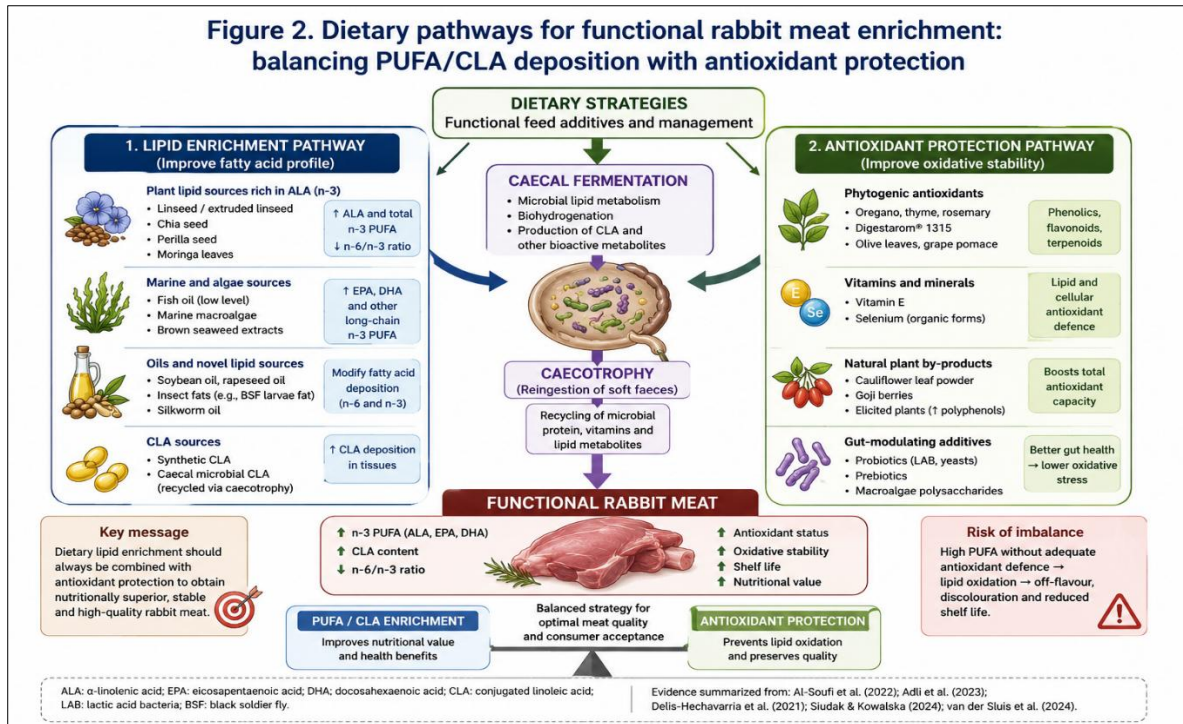 Figure 2. Dietary pathways for functional rabbit meat enrichment:
balancing PUFA/CLA deposition with antioxidant protection
DIETARY STRATEGIES
Functional feed additives and management
1. LIPID ENRICHMENT PATHWAY
(Improve fatty acid profile)
Plant lipid sources rich in ALA (n-3)
• Linseed / extruded linseed
• Chia seed
• Perilla seed
• Moringa leaves
↑ ALA and total
n-3 PUFA
↓ n-6/n-3 ratio
Marine and algae sources
• Fish oil (low level)
• Marine macroalgae
• Brown seaweed extracts
↑ EPA, DHA
and other
long-chain
n-3 PUFA
Oils and novel lipid sources
• Soybean oil, rapeseed oil
• Insect fats (e.g., BSF larvae fat)
• Silkworm oil
Modify fatty acid
deposition
(n-6 and n-3)
CLA sources
• Synthetic CLA
• Caecal microbial CLA
(recycled via caecotrophy)
↑ CLA deposition
in tissues
CAECAL FERMENTATION
• Microbial lipid metabolism
• Biohydrogenation
• Production of CLA and
other bioactive metabolites
CAECOTROPHY
(Reingestion of soft faeces)
Recycling of microbial
protein, vitamins and
lipid metabolites
2. ANTIOXIDANT PROTECTION PATHWAY
(Improve oxidative stability)
Phytogenic antioxidants
• Oregano, thyme, rosemary
• Digestarom® 1315
• Olive leaves, grape pomace
Phenolics,
flavonoids,
terpenoids
E
Se
Vitamins and minerals
• Vitamin E
• Selenium (organic forms)
Lipid and
cellular
antioxidant
defence
Natural plant by-products
• Cauliflower leaf powder
• Goji berries
• Elicited plants (↑ polyphenols)
Boosts total
antioxidant
capacity
Gut-modulating additives
• Probiotics (LAB, yeasts)
• Prebiotics
• Macroalgae polysaccharides
Better gut health
→ lower oxidative
stress
FUNCTIONAL RABBIT MEAT
↑ n-3 PUFA (ALA, EPA, DHA)
↑ CLA content
↓ n-6/n-3 ratio
↑ Antioxidant status
↑ Oxidative stability
↑ Shelf life
↑ Nutritional value
Key message
Dietary lipid enrichment should
always be combined with
antioxidant protection to obtain
nutritionally superior, stable
and high-quality rabbit meat.
Risk of imbalance
High PUFA without adequate
antioxidant defence →
lipid oxidation → off-flavour,
discolouration and reduced
shelf life.
PUFA / CLA ENRICHMENT
Improves nutritional value
and health benefits
Balanced strategy for
optimal meat quality
and consumer acceptance
ANTIOXIDANT PROTECTION
Prevents lipid oxidation
and preserves quality
ALA: α-linolenic acid; EPA: eicosapentaenoic acid; DHA; docosahexaenoic acid; CLA: conjugated linoleic acid;
LAB: lactic acid bacteria; BSF: black soldier fly.
Evidence summarized from: Al-Soufi et al. (2022); Adli et al. (2023);
Delis-Hechavarria et al. (2021); Siudak & Kowalska (2024); van der Sluis et al. (2024).